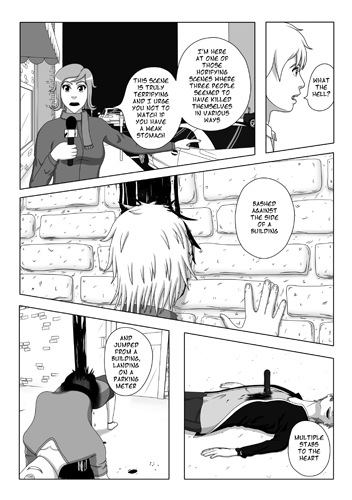 THIS SCENE
IS TRULY
TERRIFYING
AND I URGE
YOU NOT
TO WATCH IF
YOU HAVE
A WEAK
STOMACH
I'M HERE
AT ONE OF
THOSE
HORIFYING
SCENES WHERE
THREE PEOPLE
SEEMED TO
HAVE KILLED
THEMSELVES
IN VARIOUS
WAYS
WHAT
THE
HELL?
BASHED
AGAINST
THE
SIDE OF
A
BUILDING
AND
JUMPED
FROM A
BUILDING,
LANDING
ON A
PARKING
METER
MULTIPLE
STABS TO
THE HEART